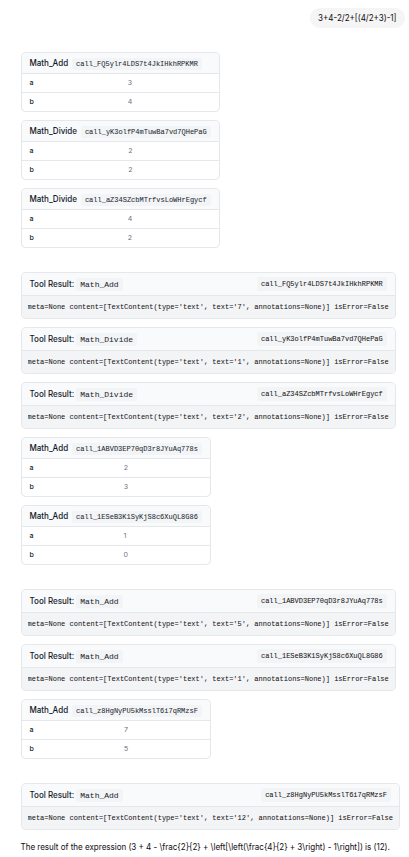 3+4-2/2+[(4/2+3)-1]
Math_Add call_FQ5ylr4LDS7t4JkIHkhRPKMR
a 3
b 4
Math_Divide call_yK3olfP4mTuwBa7vd7QHePaG
a 2
b 2
Math_Divide call_aZ34SZcbMTrfvsLoWHrEgycf
a 4
b 2
Tool Result: Math_Add call_FQ5ylr4LDS7t4JkIHkhRPKMR
meta=None content=[TextContent(type='text', text='7', annotations=None)] isError=False
Tool Result: Math_Divide call_yK3olfP4mTuwBa7vd7QHePaG
meta=None content=[TextContent(type='text', text='1', annotations=None)] isError=False
Tool Result: Math_Divide call_aZ34SZcbMTrfvsLoWHrEgycf
meta=None content=[TextContent(type='text', text='2', annotations=None)] isError=False
Math_Add call_1ABVD3EP70qD3r8JYuAq778s
a 2
b 3
Math_Add call_1ESeB3KiSyKjS8c6XuQL8G86
a 1
b 0
Tool Result: Math_Add call_1ABVD3EP70qD3r8JYuAq778s
meta=None content=[TextContent(type='text', text='5', annotations=None)] isError=False
Tool Result: Math_Add call_1ESeB3KiSyKjS8c6XuQL8G86
meta=None content=[TextContent(type='text', text='1', annotations=None)] isError=False
Math_Add call_z8HgNyPU5kMsslT6i7qRMzsF
a 7
b 5
Tool Result: Math_Add call_z8HgNyPU5kMsslT6i7qRMzsF
meta=None content=[TextContent(type='text', text='12', annotations=None)] isError=False
The result of the expression (3 + 4 - \frac{2}{2} + \left[\left(\frac{4}{2} + 3\right) - 1\right]) is (12).